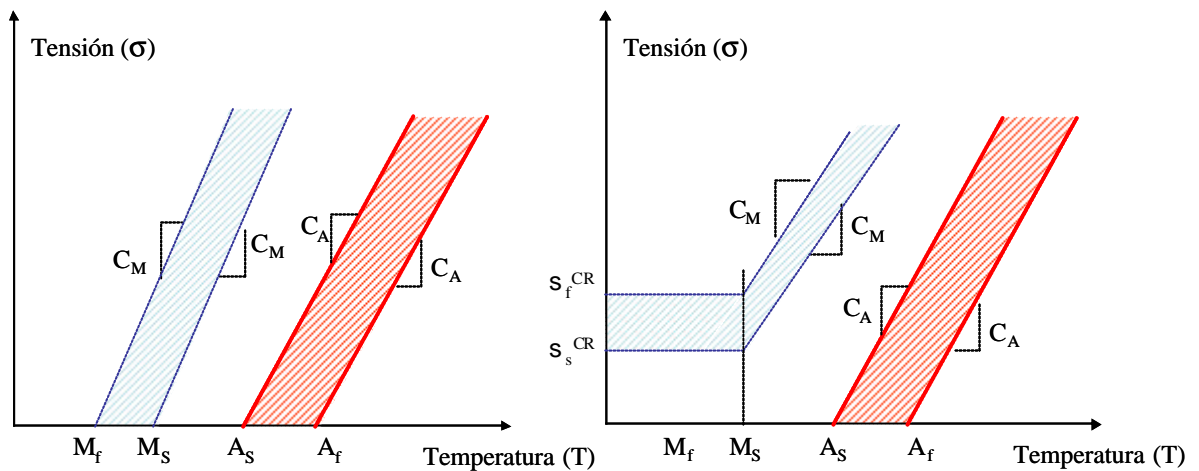 Tensión (σ)
C_M
C_M
C_A
C_A
M_f
M_S
A_S
A_f
Temperatura (T)
Tensión (σ)
C_M
C_M
s_f^CR
C_A
C_A
s_s^CR
M_f
M_S
A_S
A_f
Temperatura (T)